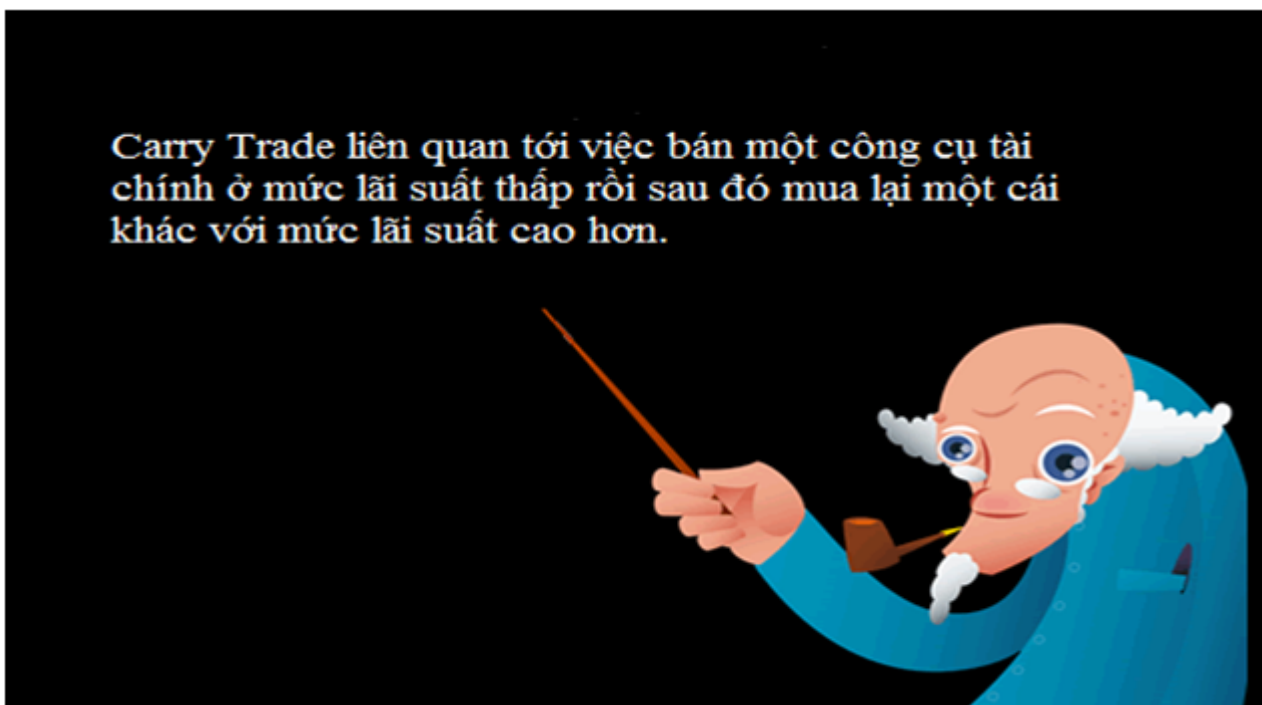 Carry Trade liên quan tới việc bán một công cụ tài
chính ở mức lãi suất thấp rồi sau đó mua lại một cái
khác với mức lãi suất cao hơn.